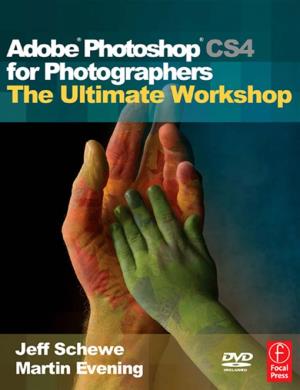 Adobe® Photoshop® CS4
for Photographers
The Ultimate Workshop
Jeff Schewe
Martin Evening
DVD
INCLUDED
Focal
Press